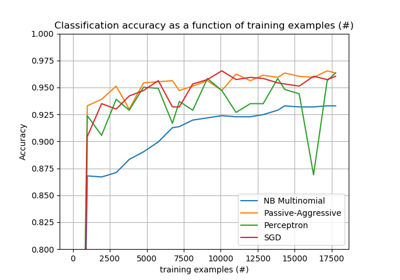 Classification accuracy as a function of training examples (#)
1.000
0.975
0.950
0.925
0.900
0.875
0.850
0.825
0.800
Accuracy
NB Multinomial
Passive-Aggressive
Perceptron
SGD
0 2500 5000 7500 10000 12500 15000 17500
training examples (#)